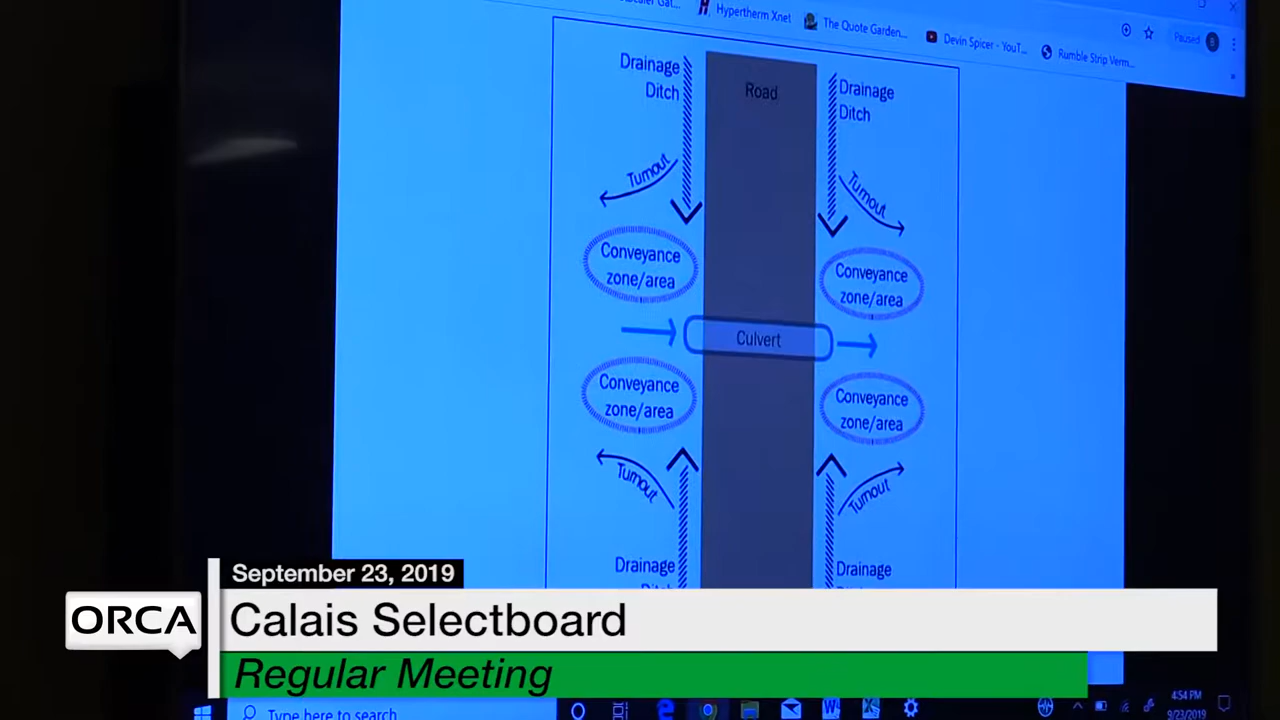 Hypertherm Xnet
The Quote Garden...
Devin Spicer - YouT...
Rumble Strip Verm...
Paused
Drainage
Ditch
Road
Drainage
Ditch
Turnout
Turnout
Conveyance
zone/area
Conveyance
zone/area
Culvert
Conveyance
zone/area
Conveyance
zone/area
Turnout
Turnout
Drainage
Drainage
September 23, 2019
ORCA
Calais Selectboard
Regular Meeting
Type here to search
4:54 PM
9/23/2019